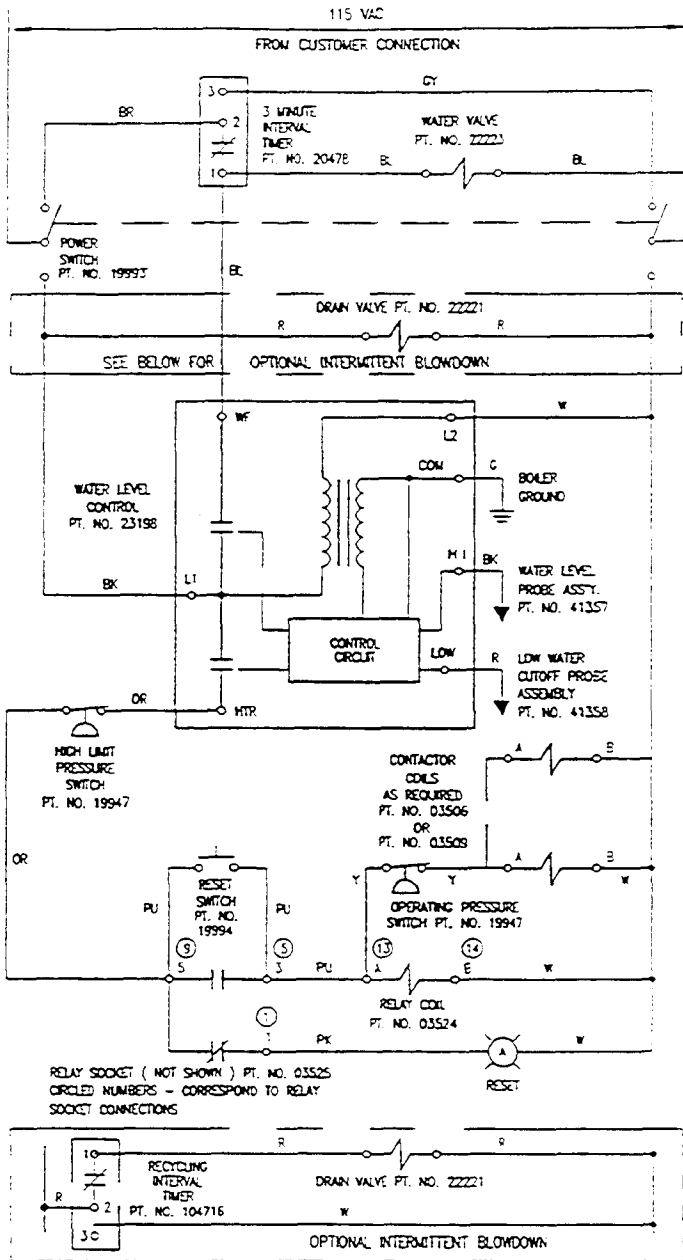 115 VAC
FROM CUSTOMER CONNECTION
3
GY
BR
2
3 MINUTE
INTERVAL
TIMER
PT. NO. 20478
WATER VALVE
PT. NO. 22223
1
BL
BL
POWER
SWITCH
PT. NO. 19993
BL
DRAIN VALVE PT. NO. 22221
R
R
SEE BELOW FOR OPTIONAL INTERMITTENT BLOWDOWN
WF
L2
W
COM
G
BOILER
GROUND
WATER LEVEL
CONTROL
PT. NO. 23198
H I
BK
WATER LEVEL
PROBE ASS'Y.
PT. NO. 41357
BK
L1
CONTROL
CIRCUIT
LOW
R
LOW WATER
CUTOFF PROBE
ASSEMBLY
PT. NO. 41358
OR
HTR
HIGH LIMIT
PRESSURE
SWITCH
PT. NO. 19947
CONTACTOR
COILS
AS REQUIRED
PT. NO. 03506
OR
PT. NO. 03509
A
B
OR
RESET
SWITCH
PT. NO.
19994
PU
PU
Y
Y
A
B
W
OPERATING PRESSURE
SWITCH PT. NO. 19947
9
5
13
14
5
3
PU
A
B
W
RELAY COIL
PT. NO. 03524
1
1
PK
A
W
RESET
RELAY SOCKET ( NOT SHOWN ) PT. NO. 03525
CIRCLED NUMBERS - CORRESPOND TO RELAY
SOCKET CONNECTIONS
1
R
R
RECYCLING
INTERVAL
TIMER
PT. NO. 104716
DRAIN VALVE PT. NO. 22221
R
2
W
3
OPTIONAL INTERMITTENT BLOWDOWN